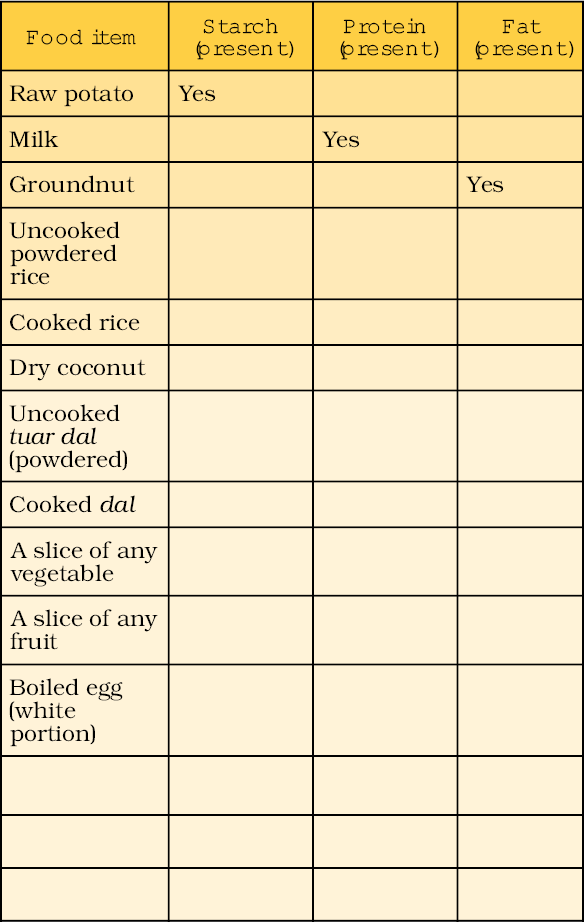 Food item
Starch
(present)
Protein
(present)
Fat
(present)
Raw potato
Yes
Milk
Yes
Groundnut
Yes
Uncooked
powdered
rice
Cooked rice
Dry coconut
Uncooked
tuar dal
(powdered)
Cooked dal
A slice of any
vegetable
A slice of any
fruit
Boiled egg
(white
portion)